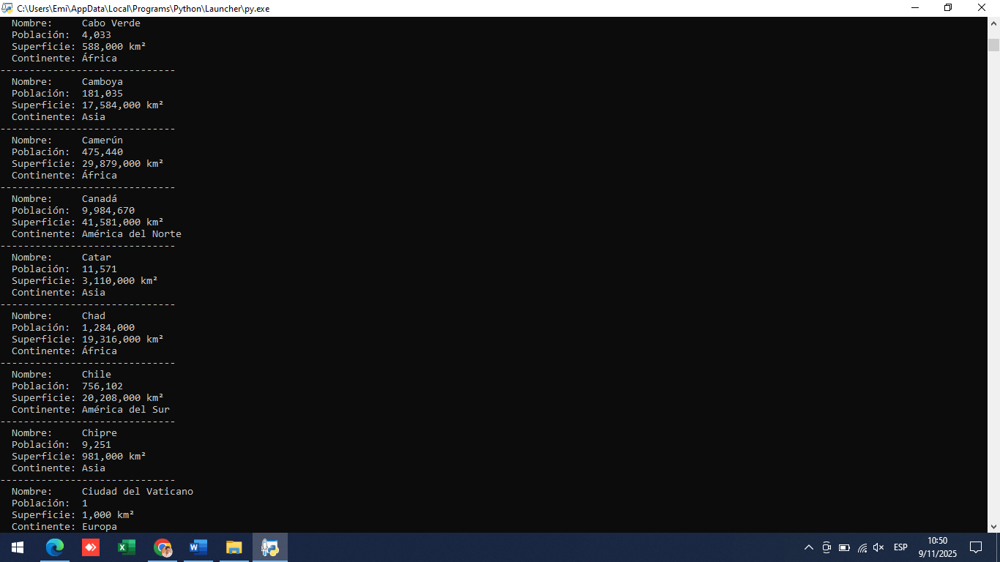 C:\Users\Emi\AppData\Local\Programs\Python\Launcher\py.exe
Nombre:     Cabo Verde
Población:  4,033
Superficie: 588,000 km²
Continente: África
------------------------------
Nombre:     Camboya
Población:  181,035
Superficie: 17,584,000 km²
Continente: Asia
------------------------------
Nombre:     Camerún
Población:  475,440
Superficie: 29,879,000 km²
Continente: África
------------------------------
Nombre:     Canadá
Población:  9,984,670
Superficie: 41,581,000 km²
Continente: América del Norte
------------------------------
Nombre:     Catar
Población:  11,571
Superficie: 3,110,000 km²
Continente: Asia
------------------------------
Nombre:     Chad
Población:  1,284,000
Superficie: 19,316,000 km²
Continente: África
------------------------------
Nombre:     Chile
Población:  756,102
Superficie: 20,208,000 km²
Continente: América del Sur
------------------------------
Nombre:     Chipre
Población:  9,251
Superficie: 981,000 km²
Continente: Asia
------------------------------
Nombre:     Ciudad del Vaticano
Población:  1
Superficie: 1,000 km²
Continente: Europa
ESP
10:50
9/11/2025